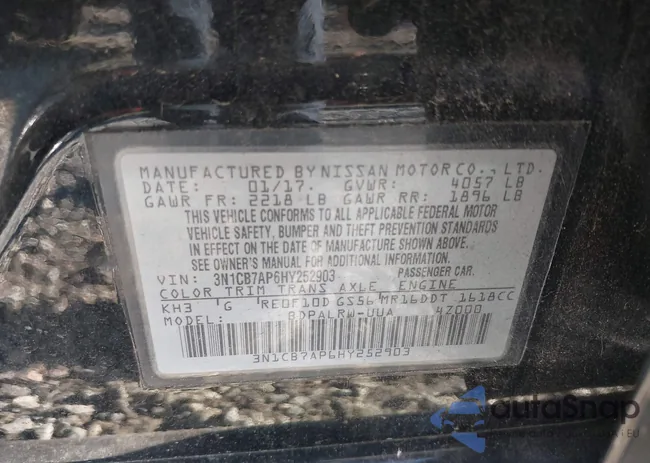 MANUFACTURED BY NISSAN MOTOR CO., LTD.
DATE: 01/17. GVWR: 4057 LB
GAWR FR: 2218 LB GAWR RR: 1896 LB
THIS VEHICLE CONFORMS TO ALL APPLICABLE FEDERAL MOTOR
VEHICLE SAFETY, BUMPER AND THEFT PREVENTION STANDARDS
IN EFFECT ON THE DATE OF MANUFACTURE SHOWN ABOVE.
SEE OWNER'S MANUAL FOR ADDITIONAL INFORMATION.
VIN: 3N1CB7AP6HY252903 PASSENGER CAR.
COLOR TRIM TRANS AXLE ENGINE
KH3 G RE0F10D GS56 MR16DDT 1618CC
MODEL: BDPALRW-UUA 4Z000
3N1CB7AP6HY252903
autoSnap
EU